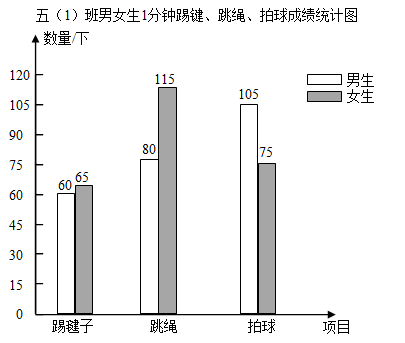 五（1）班男女生1分钟踢键、跳绳、拍球成绩统计图
数量/下
男生
女生
120
105
90
75
60
45
30
15
0
60
65
80
115
105
75
踢毽子
跳绳
拍球
项目